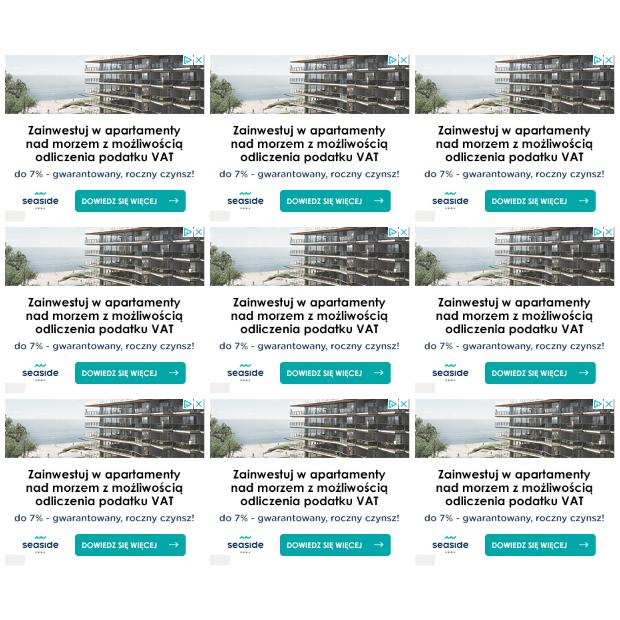 Zainwestuj w apartamenty Zainwestuj w apartamenty Zainwestuj w apartamenty
nad morzem z możliwością nad morzem z możliwością nad morzem z możliwością
odliczenia podatku VAT odliczenia podatku VAT odliczenia podatku VAT
do 7% - gwarantowany, roczny czynsz! do 7% - gwarantowany, roczny czynsz! do 7% - gwarantowany, roczny czynsz!
seaside DOWIEDZ SIĘ WIĘCEJ seaside DOWIEDZ SIĘ WIĘCEJ seaside DOWIEDZ SIĘ WIĘCEJ
Zainwestuj w apartamenty Zainwestuj w apartamenty Zainwestuj w apartamenty
nad morzem z możliwością nad morzem z możliwością nad morzem z możliwością
odliczenia podatku VAT odliczenia podatku VAT odliczenia podatku VAT
do 7% - gwarantowany, roczny czynsz! do 7% - gwarantowany, roczny czynsz! do 7% - gwarantowany, roczny czynsz!
seaside DOWIEDZ SIĘ WIĘCEJ seaside DOWIEDZ SIĘ WIĘCEJ seaside DOWIEDZ SIĘ WIĘCEJ
Zainwestuj w apartamenty Zainwestuj w apartamenty Zainwestuj w apartamenty
nad morzem z możliwością nad morzem z możliwością nad morzem z możliwością
odliczenia podatku VAT odliczenia podatku VAT odliczenia podatku VAT
do 7% - gwarantowany, roczny czynsz! do 7% - gwarantowany, roczny czynsz! do 7% - gwarantowany, roczny czynsz!
seaside DOWIEDZ SIĘ WIĘCEJ seaside DOWIEDZ SIĘ WIĘCEJ seaside DOWIEDZ SIĘ WIĘCEJ